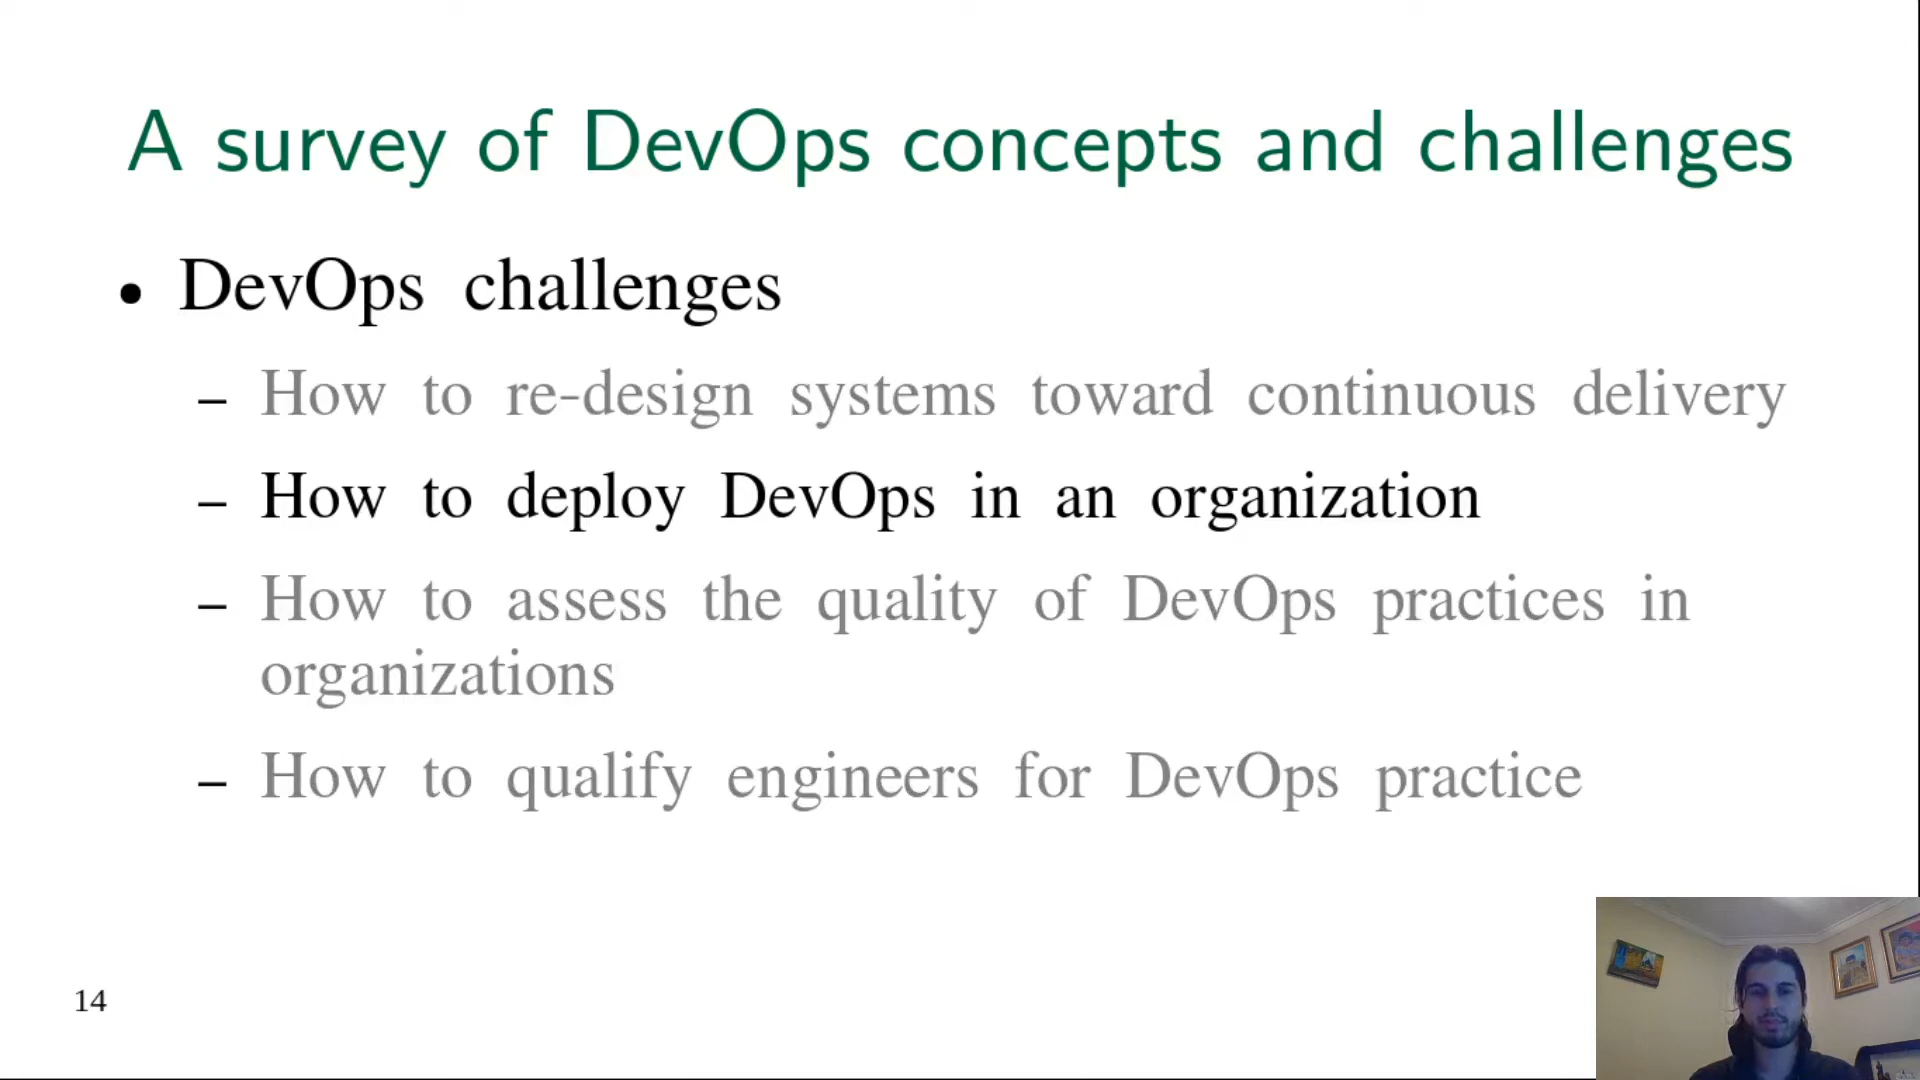 A survey of DevOps concepts and challenges
• DevOps challenges
– How to re-design systems toward continuous delivery
– How to deploy DevOps in an organization
– How to assess the quality of DevOps practices in
organizations
– How to qualify engineers for DevOps practice
14